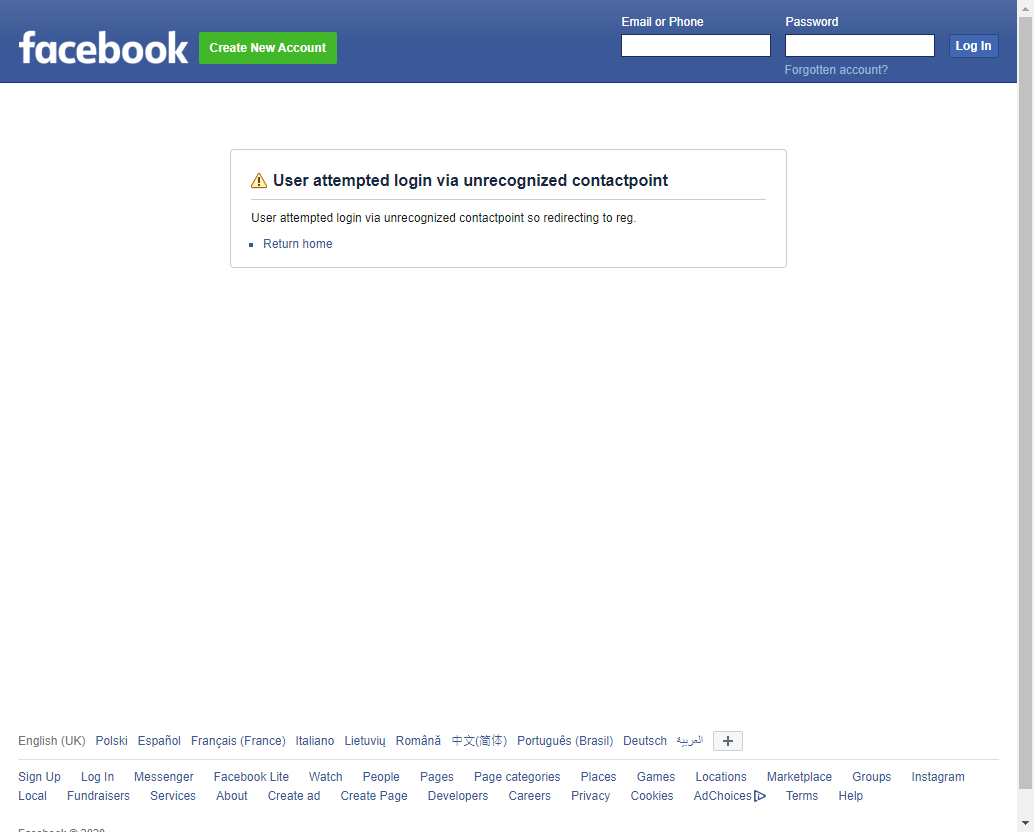 Email or Phone Password
facebook Create New Account Log In
Forgotten account?
User attempted login via unrecognized contactpoint
User attempted login via unrecognized contactpoint so redirecting to reg.
Return home
English (UK) Polski Español Français (France) Italiano Lietuvių Română 中文(简体) Português (Brasil) Deutsch العربية
Sign Up Log In Messenger Facebook Lite Watch People Pages Page categories Places Games Locations Marketplace Groups Instagram
Local Fundraisers Services About Create ad Create Page Developers Careers Privacy Cookies AdChoices Terms Help
Facebook © 2020